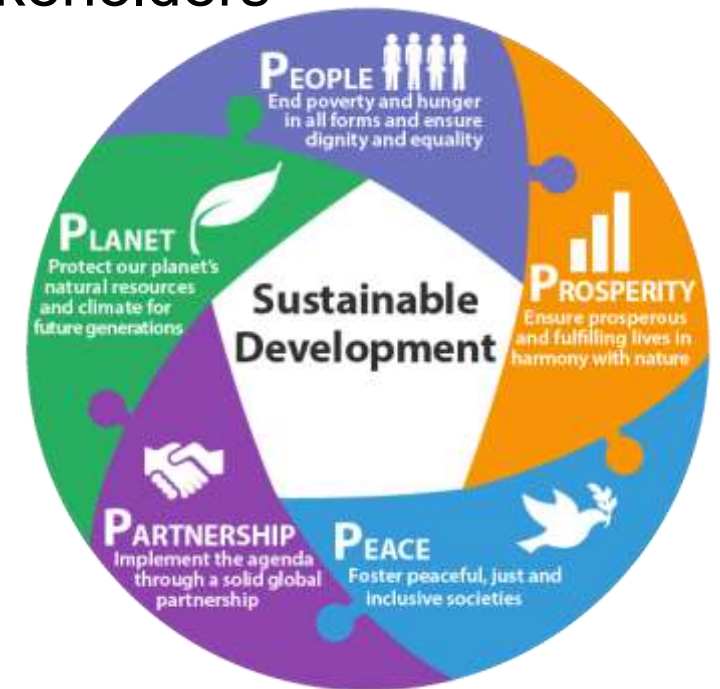 keholders
PEOPLE
End poverty and hunger
in all forms and ensure
dignity and equality
PROSPERITY
Ensure prosperous
and fulfilling lives in
harmony with nature
PEACE
Foster peaceful, just and
inclusive societies
PARTNERSHIP
Implement the agenda
through a solid global
partnership
PLANET
Protect our planet's
natural resources
and climate for
future generations
Sustainable
Development